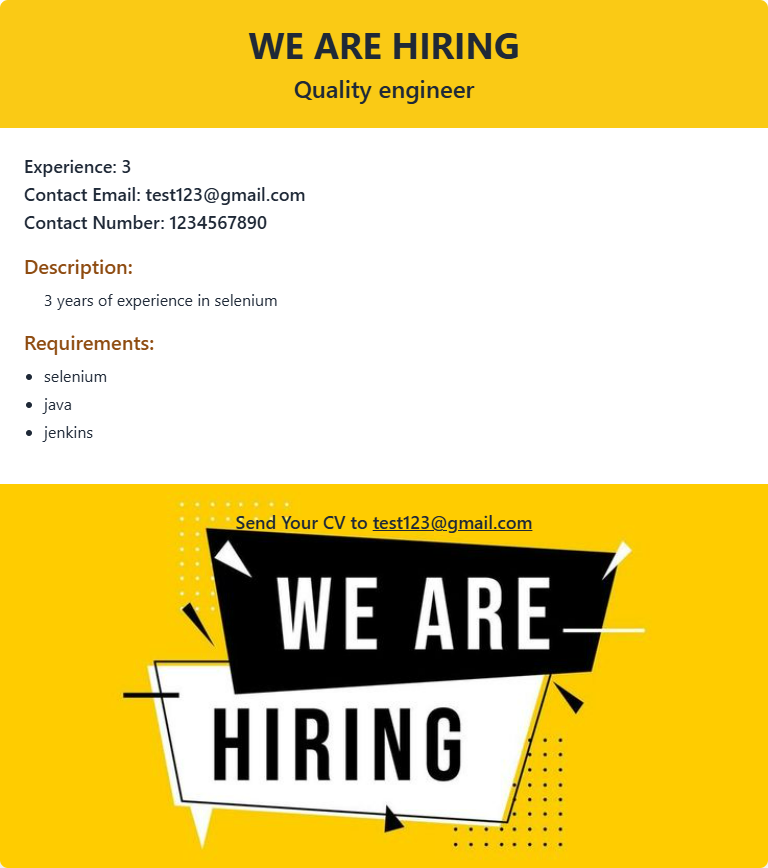 WE ARE HIRING
Quality engineer
Experience: 3
Contact Email: test123@gmail.com
Contact Number: 1234567890
Description:
3 years of experience in selenium
Requirements:
• selenium
• java
• jenkins
Send Your CV to test123@gmail.com
WE ARE
HIRING